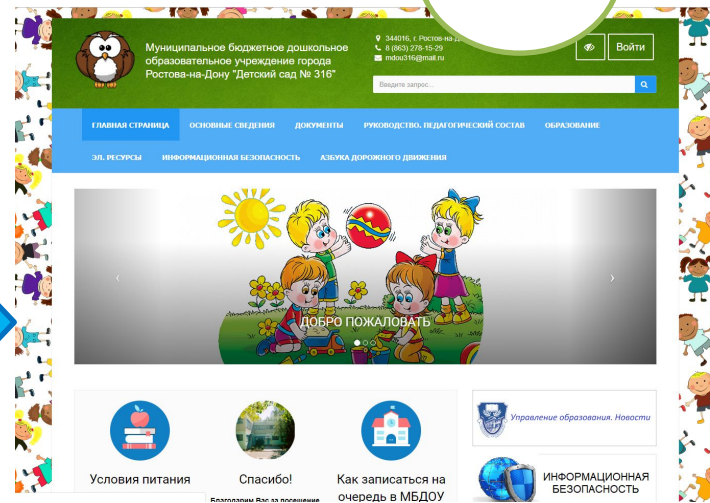 Муниципальное бюджетное дошкольное
образовательное учреждение города
Ростова-на-Дону "Детский сад № 316"
344016, г. Ростов-на-
8 (863) 278-15-29
mdou316@mail.ru
Войти
Введите запрос...
ГЛАВНАЯ СТРАНИЦА ОСНОВНЫЕ СВЕДЕНИЯ ДОКУМЕНТЫ РУКОВОДСТВО. ПЕДАГОГИЧЕСКИЙ СОСТАВ ОБРАЗОВАНИЕ
ЭЛ. РЕСУРСЫ ИНФОРМАЦИОННАЯ БЕЗОПАСНОСТЬ АЗБУКА ДОРОЖНОГО ДВИЖЕНИЯ
ДОБРО ПОЖАЛОВАТЬ
Условия питания
Спасибо!
Благодарим Вас за посещение
Как записаться на
очередь в МБДОУ
Управление образования. Новости
ИНФОРМАЦИОННАЯ
БЕЗОПАСНОСТЬ